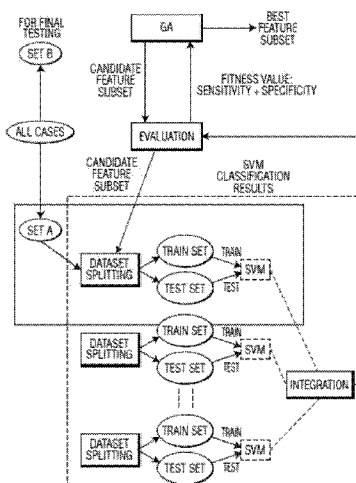 FOR FINAL
TESTING
SET B
GA
BEST
FEATURE
SUBSET
CANDIDATE
FEATURE
SUBSET
FITNESS VALUE:
SENSITIVITY + SPECIFICITY
ALL CASES
EVALUATION
CANDIDATE
FEATURE
SUBSET
SVM
CLASSIFICATION
RESULTS
SET A
DATASET
SPLITTING
TRAIN SET
TRAIN
TEST SET
TEST
SVM
DATASET
SPLITTING
TRAIN SET
TRAIN
TEST SET
TEST
SVM
INTEGRATION
DATASET
SPLITTING
TRAIN SET
TRAIN
TEST SET
TEST
SVM